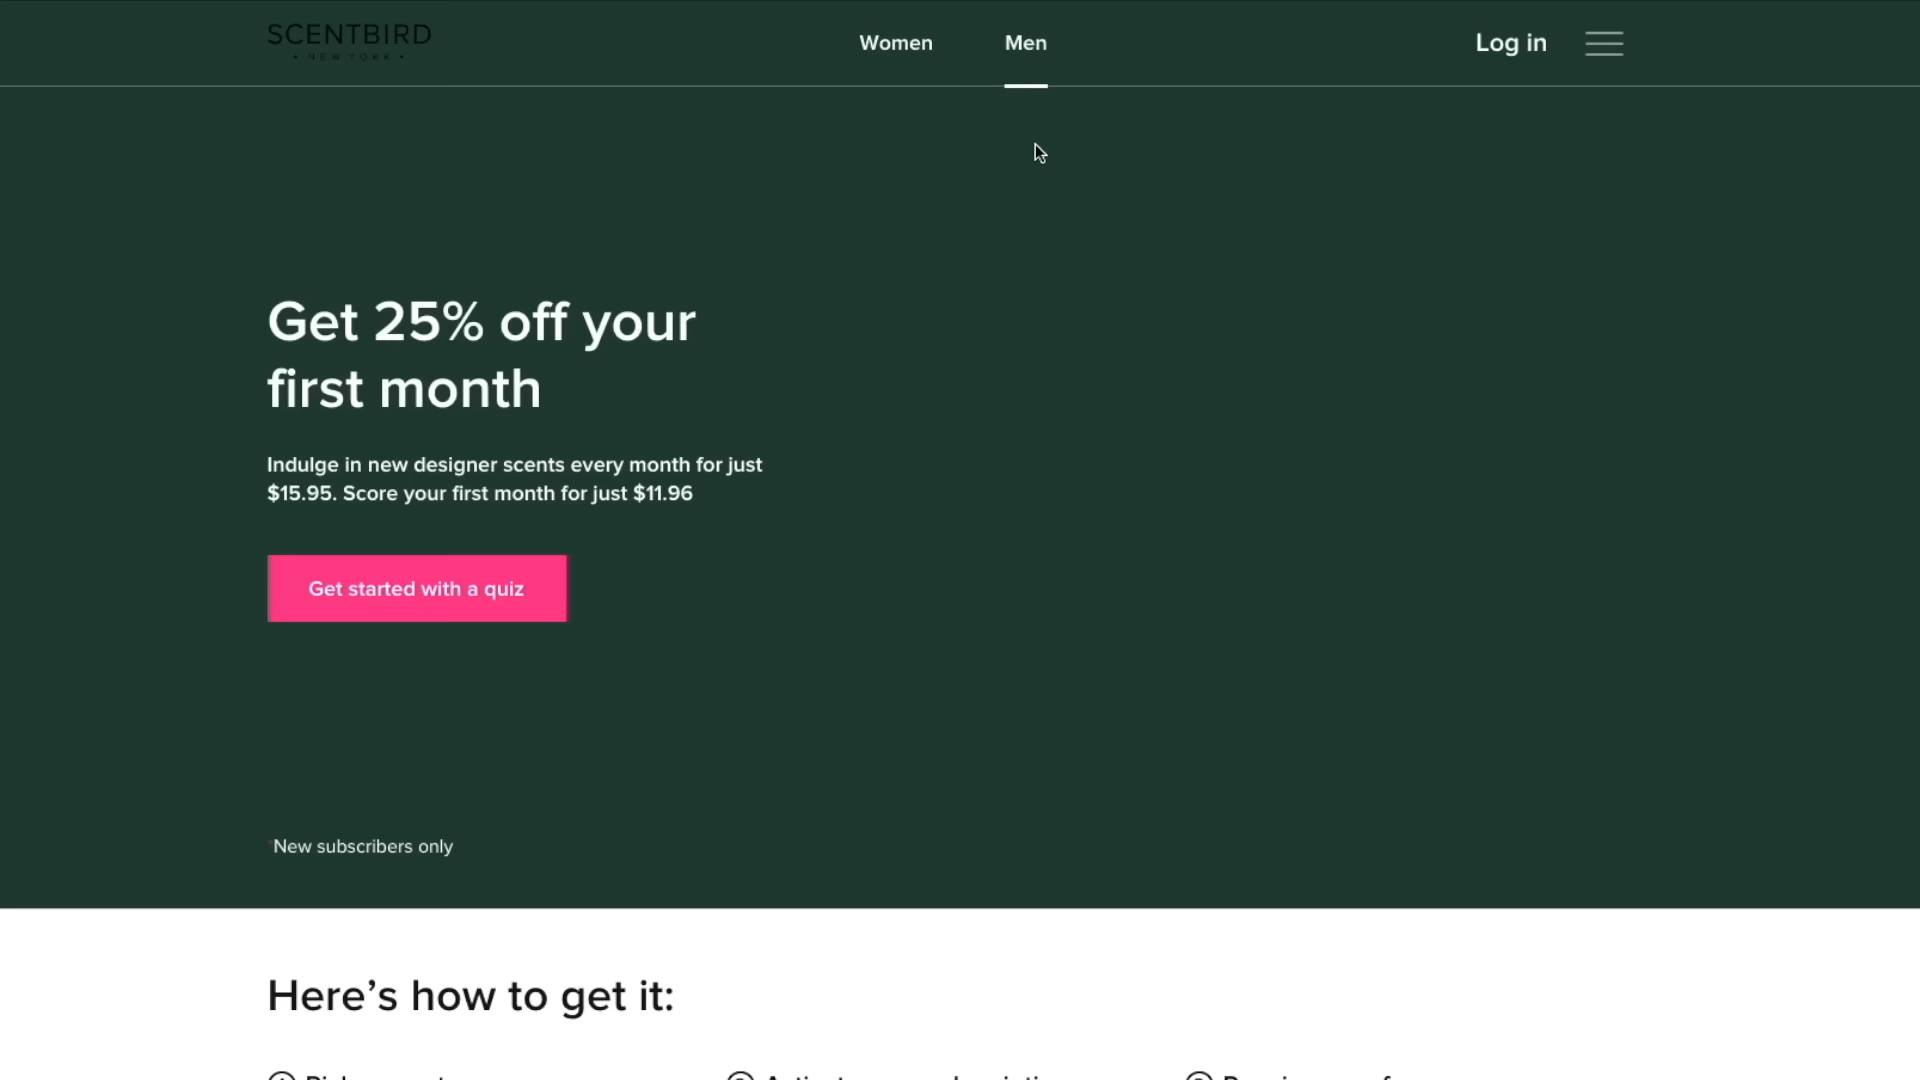 SCENTBIRD
• NEW YORK •
Women
Men
Log in
Get 25% off your
first month
Indulge in new designer scents every month for just
$15.95. Score your first month for just $11.96
Get started with a quiz
*New subscribers only
Here’s how to get it: